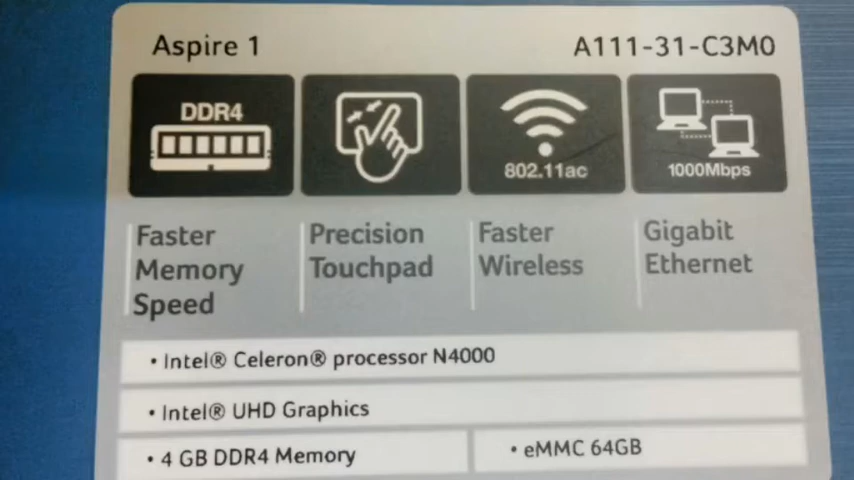 Aspire 1 A111-31-C3M0
DDR4 802.11ac 1000Mbps
Faster Memory Speed
Precision Touchpad
Faster Wireless
Gigabit Ethernet
• Intel® Celeron® processor N4000
• Intel® UHD Graphics
• 4 GB DDR4 Memory • eMMC 64GB